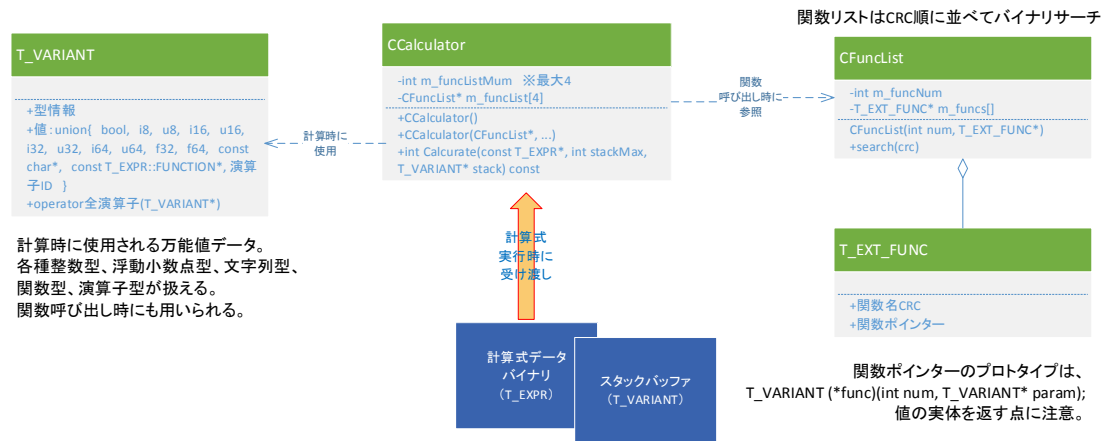 関数リストはCRC順に並べてバイナリサーチ
T_VARIANT
+型情報
+値：union{ bool, i8, u8, i16, u16,
i32, u32, i64, u64, f32, f64, const
char*, const T_EXPR::FUNCTION*, 演算
子ID }
+operator全演算子(T_VARIANT*)
計算時に使用される万能値データ。
各種整数型、浮動小数点型、文字列型、
関数型、演算子型が扱える。
関数呼び出し時にも用いられる。
計算時に
使用
CCalculator
-int m_funcListMum ※最大4
-CFuncList* m_funcList[4]
+CCalculator()
+CCalculator(CFuncList*, ...)
+int Calcurate(const T_EXPR*, int stackMax,
T_VARIANT* stack) const
関数
呼び出し時に
参照
CFuncList
-int m_funcNum
-T_EXT_FUNC* m_funcs[]
CFuncList(int num, T_EXT_FUNC*)
+search(crc)
計算式
実行時に
受け渡し
計算式データ
バイナリ
（T_EXPR）
スタックバッファ
（T_VARIANT）
T_EXT_FUNC
+関数名CRC
+関数ポインター
関数ポインターのプロトタイプは、
T_VARIANT (*func)(int num, T_VARIANT* param);
値の実体を返す点に注意。